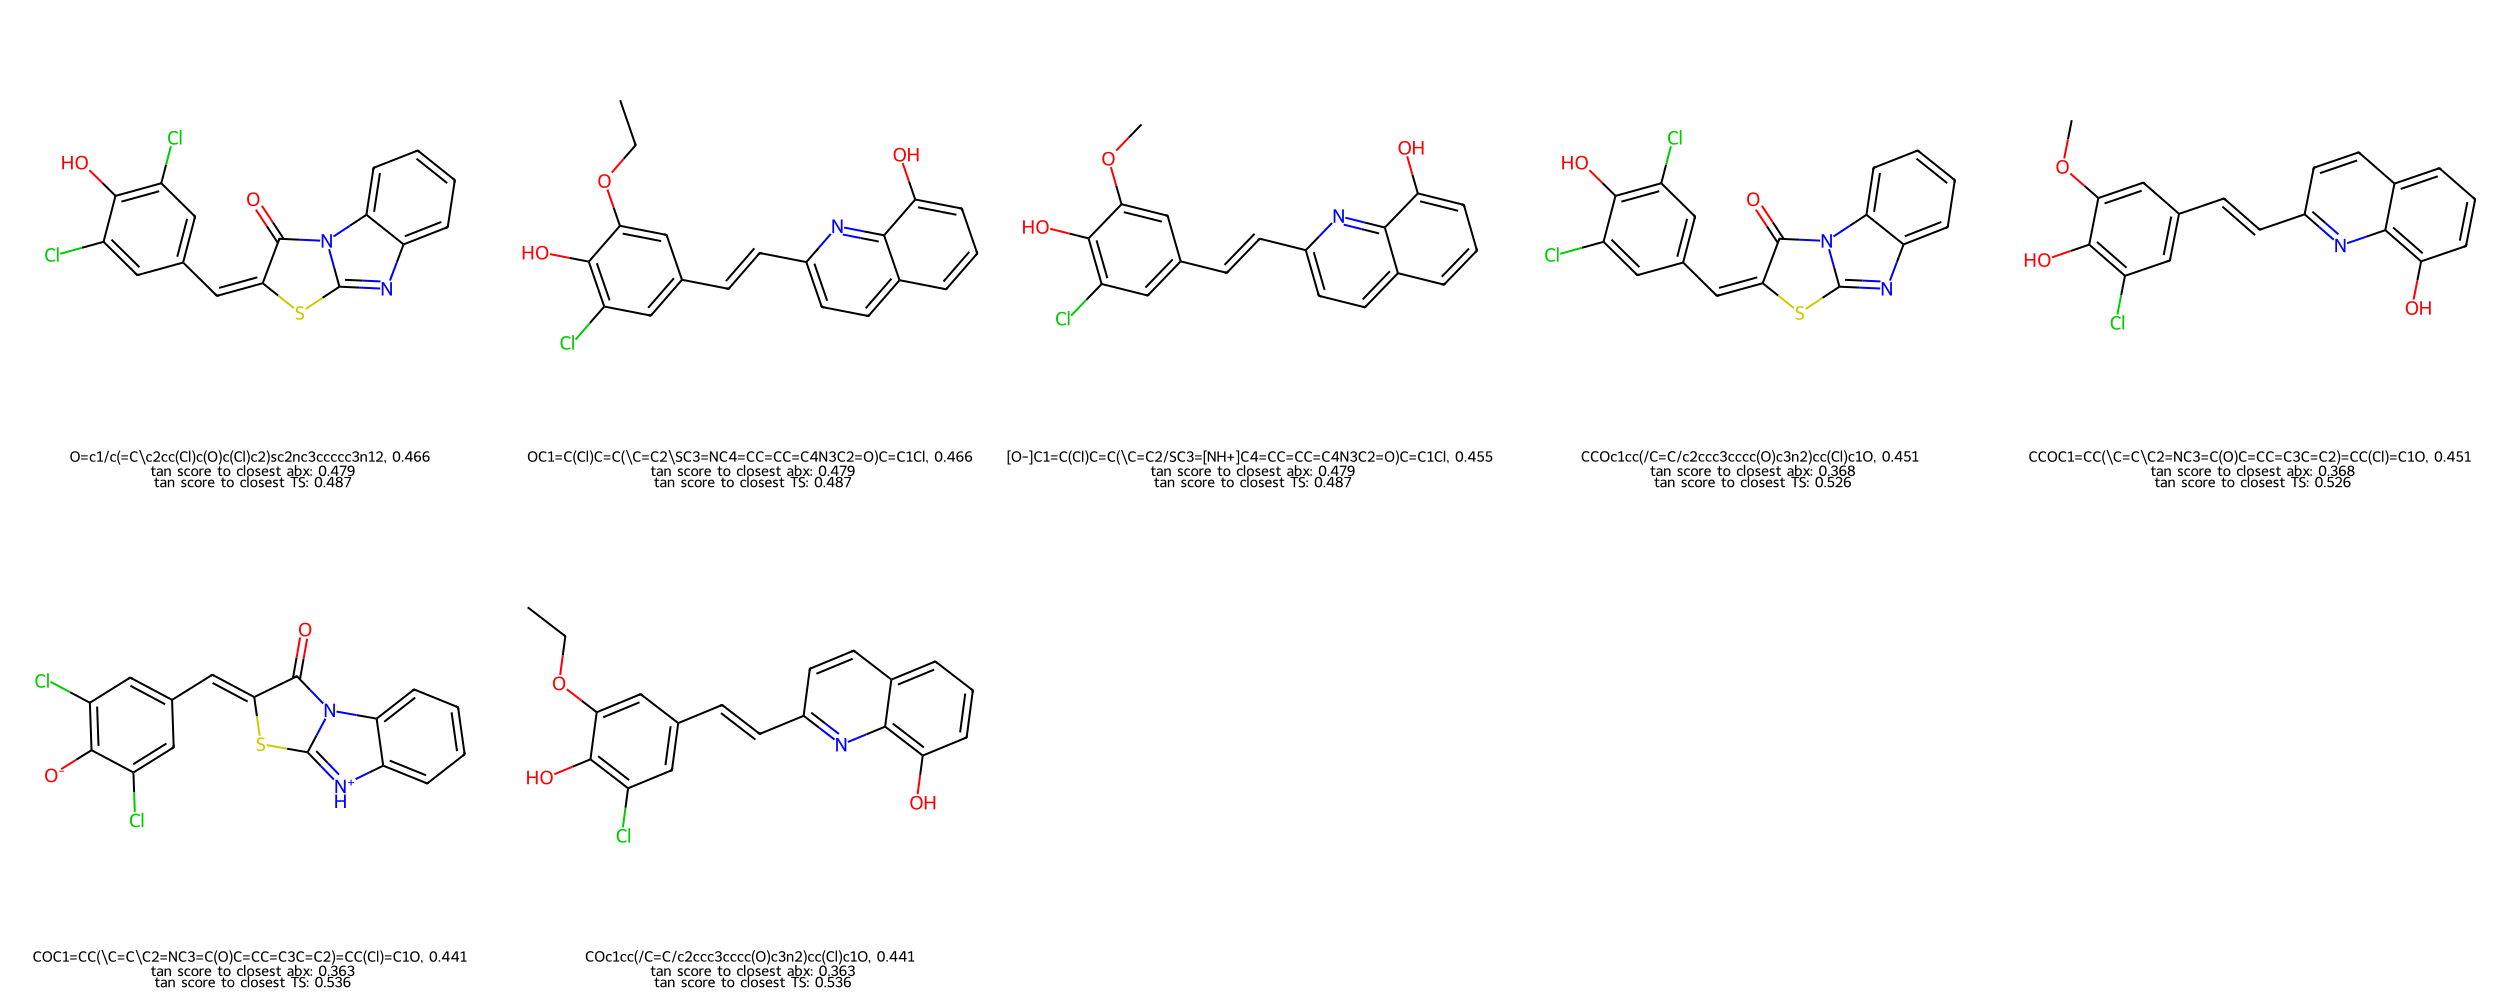 Cl
HO
O
N
Cl
N
S
O=c1/c(=C\c2cc(Cl)c(O)c(Cl)c2)sc2nc3ccccc3n12, 0.466
tan score to closest abx: 0.479
tan score to closest TS: 0.487
OH
O
N
HO
Cl
OC1=C(Cl)C=C(\C=C2\SC3=NC4=CC=CC=C4N3C2=O)C=C1Cl, 0.466
tan score to closest abx: 0.479
tan score to closest TS: 0.487
OH
O
N
HO
Cl
[O-]C1=C(Cl)C=C(\C=C2/SC3=[NH+]C4=CC=CC=C4N3C2=O)C=C1Cl, 0.455
tan score to closest abx: 0.479
tan score to closest TS: 0.487
Cl
HO
O
N
Cl
N
S
CCOc1cc(/C=C/c2ccc3cccc(O)c3n2)cc(Cl)c1O, 0.451
tan score to closest abx: 0.368
tan score to closest TS: 0.526
O
HO
N
OH
Cl
CCOC1=CC(\C=C\C2=NC3=C(O)C=CC=C3C=C2)=CC(Cl)=C1O, 0.451
tan score to closest abx: 0.368
tan score to closest TS: 0.526
O
Cl
N
S
O-
N+
H
Cl
COC1=CC(\C=C\C2=NC3=C(O)C=CC=C3C=C2)=CC(Cl)=C1O, 0.441
tan score to closest abx: 0.363
tan score to closest TS: 0.536
O
N
HO
OH
Cl
COc1cc(/C=C/c2ccc3cccc(O)c3n2)cc(Cl)c1O, 0.441
tan score to closest abx: 0.363
tan score to closest TS: 0.536